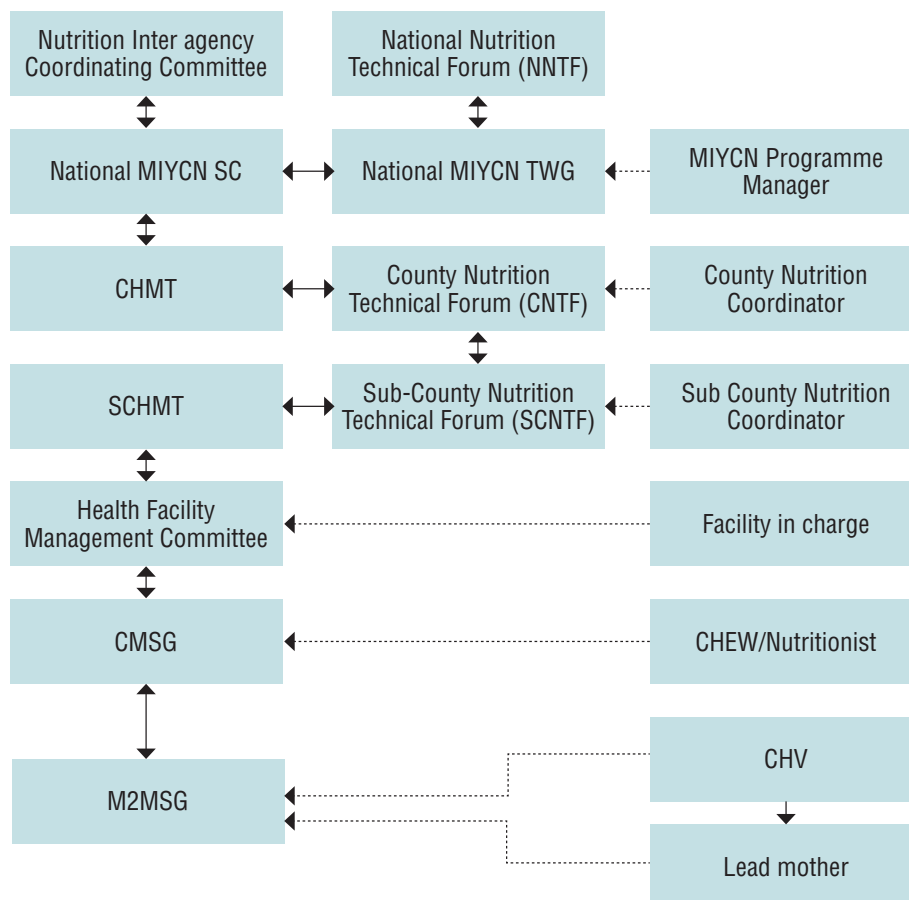 Nutrition Inter agency
Coordinating Committee
National Nutrition
Technical Forum (NNTF)
National MIYCN SC
National MIYCN TWG
MIYCN Programme
Manager
CHMT
County Nutrition
Technical Forum (CNTF)
County Nutrition
Coordinator
SCHMT
Sub-County Nutrition
Technical Forum (SCNTF)
Sub County Nutrition
Coordinator
Health Facility
Management Committee
Facility in charge
CMSG
CHEW/Nutritionist
M2MSG
CHV
Lead mother